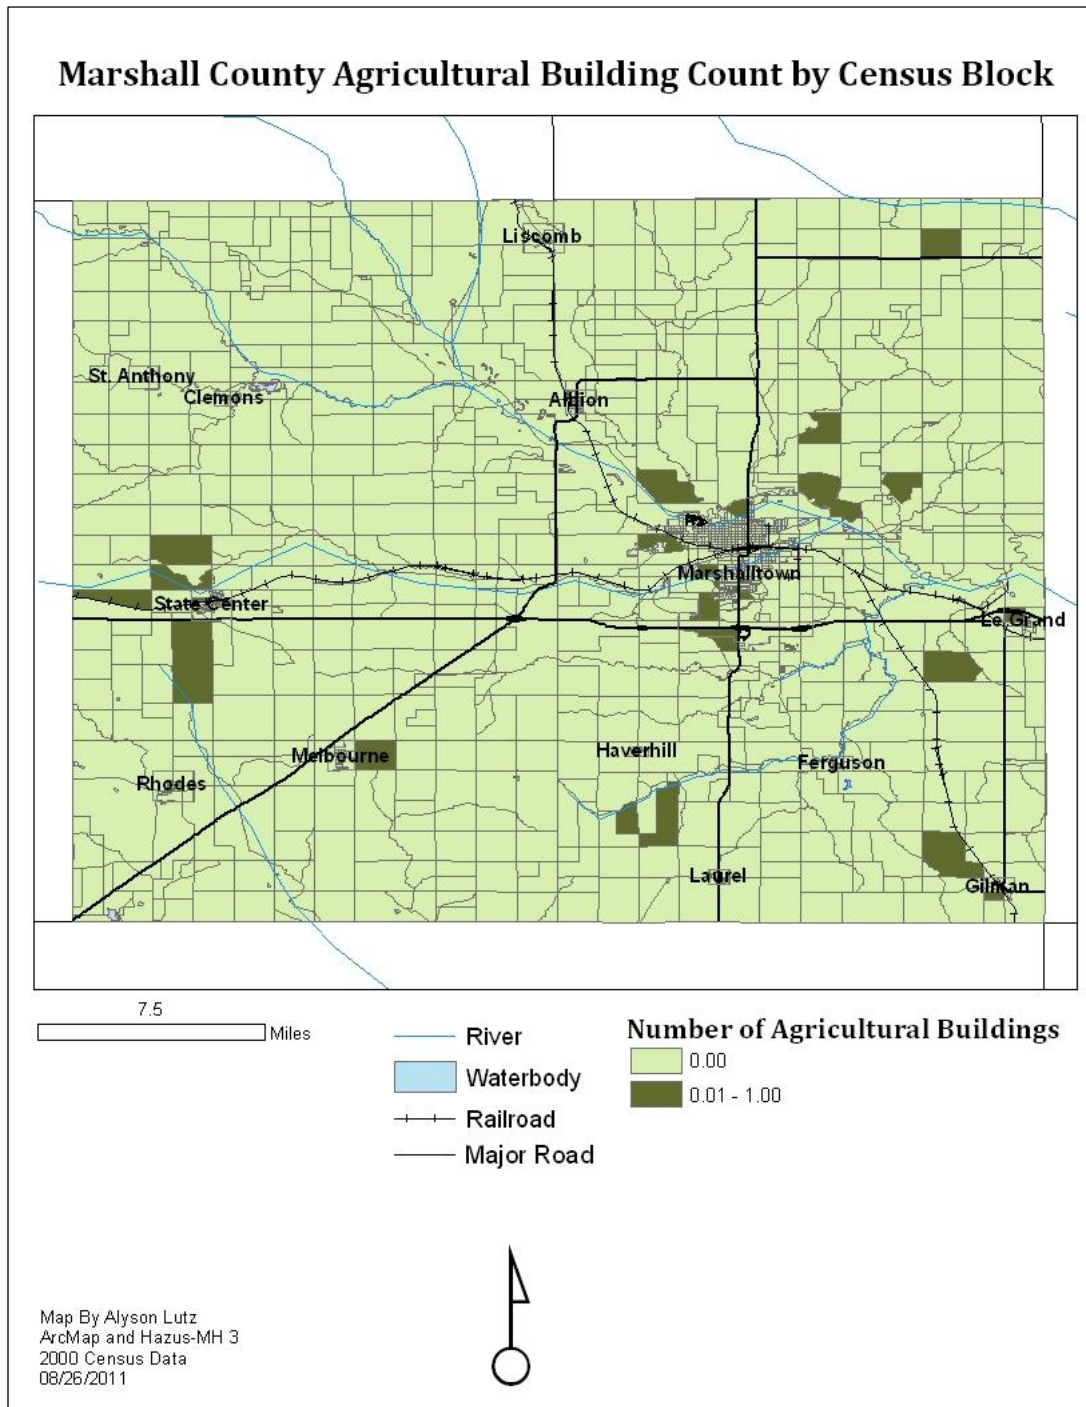 Marshall County Agricultural Building Count by Census Block
Liscomb
St. Anthony
Clemons
Albion
Marshalltown
State Center
Le Grand
Melbourne
Haverhill
Ferguson
Rhodes
Laurel
Gilman
7.5
Miles
River
Waterbody
Railroad
Major Road
Number of Agricultural Buildings
0.00
0.01 - 1.00
Map By Alyson Lutz
ArcMap and Hazus-MH 3
2000 Census Data
08/26/2011